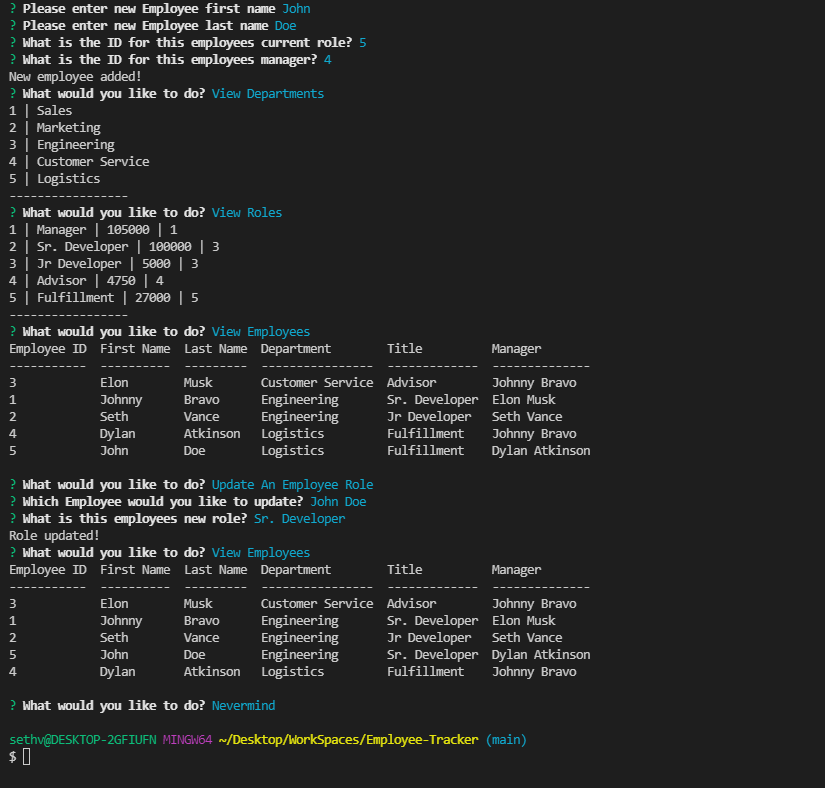 ? Please enter new Employee first name John
? Please enter new Employee last name Doe
? What is the ID for this employees current role? 5
? What is the ID for this employees manager? 4
New employee added!
? What would you like to do? View Departments
1 | Sales
2 | Marketing
3 | Engineering
4 | Customer Service
5 | Logistics
-----------------
? What would you like to do? View Roles
1 | Manager | 105000 | 1
2 | Sr. Developer | 100000 | 3
3 | Jr Developer | 5000 | 3
4 | Advisor | 4750 | 4
5 | Fulfillment | 27000 | 5
-----------------
? What would you like to do? View Employees
Employee ID  First Name  Last Name  Department        Title          Manager
-----------  ----------  ---------  ----------------  -------------  --------------
3            Elon        Musk       Customer Service  Advisor        Johnny Bravo
1            Johnny      Bravo      Engineering       Sr. Developer  Elon Musk
2            Seth        Vance      Engineering       Jr Developer   Seth Vance
4            Dylan       Atkinson   Logistics         Fulfillment    Johnny Bravo
5            John        Doe        Logistics         Fulfillment    Dylan Atkinson
? What would you like to do? Update An Employee Role
? Which Employee would you like to update? John Doe
? What is this employees new role? Sr. Developer
Role updated!
? What would you like to do? View Employees
Employee ID  First Name  Last Name  Department        Title          Manager
-----------  ----------  ---------  ----------------  -------------  --------------
3            Elon        Musk       Customer Service  Advisor        Johnny Bravo
1            Johnny      Bravo      Engineering       Sr. Developer  Elon Musk
2            Seth        Vance      Engineering       Jr Developer   Seth Vance
5            John        Doe        Engineering       Sr. Developer  Dylan Atkinson
4            Dylan       Atkinson   Logistics         Fulfillment    Johnny Bravo
? What would you like to do? Nevermind
sethv@DESKTOP-2GFIUFN MINGW64 ~/Desktop/WorkSpaces/Employee-Tracker (main)
$